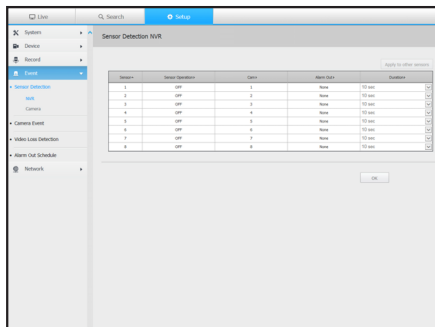 Live
Search
Setup
System
Device
Record
Event
Sensor Detection
NVR
Camera
Camera Event
Video Loss Detection
Alarm Out Schedule
Network
Sensor Detection NVR
Apply to other sensors
Sensor Sensor Operation Cam Alarm Out Duration
1 OFF 1 None 10 sec
2 OFF 2 None 10 sec
3 OFF 3 None 10 sec
4 OFF 4 None 10 sec
5 OFF 5 None 10 sec
6 OFF 6 None 10 sec
7 OFF 7 None 10 sec
8 OFF 8 None 10 sec
OK